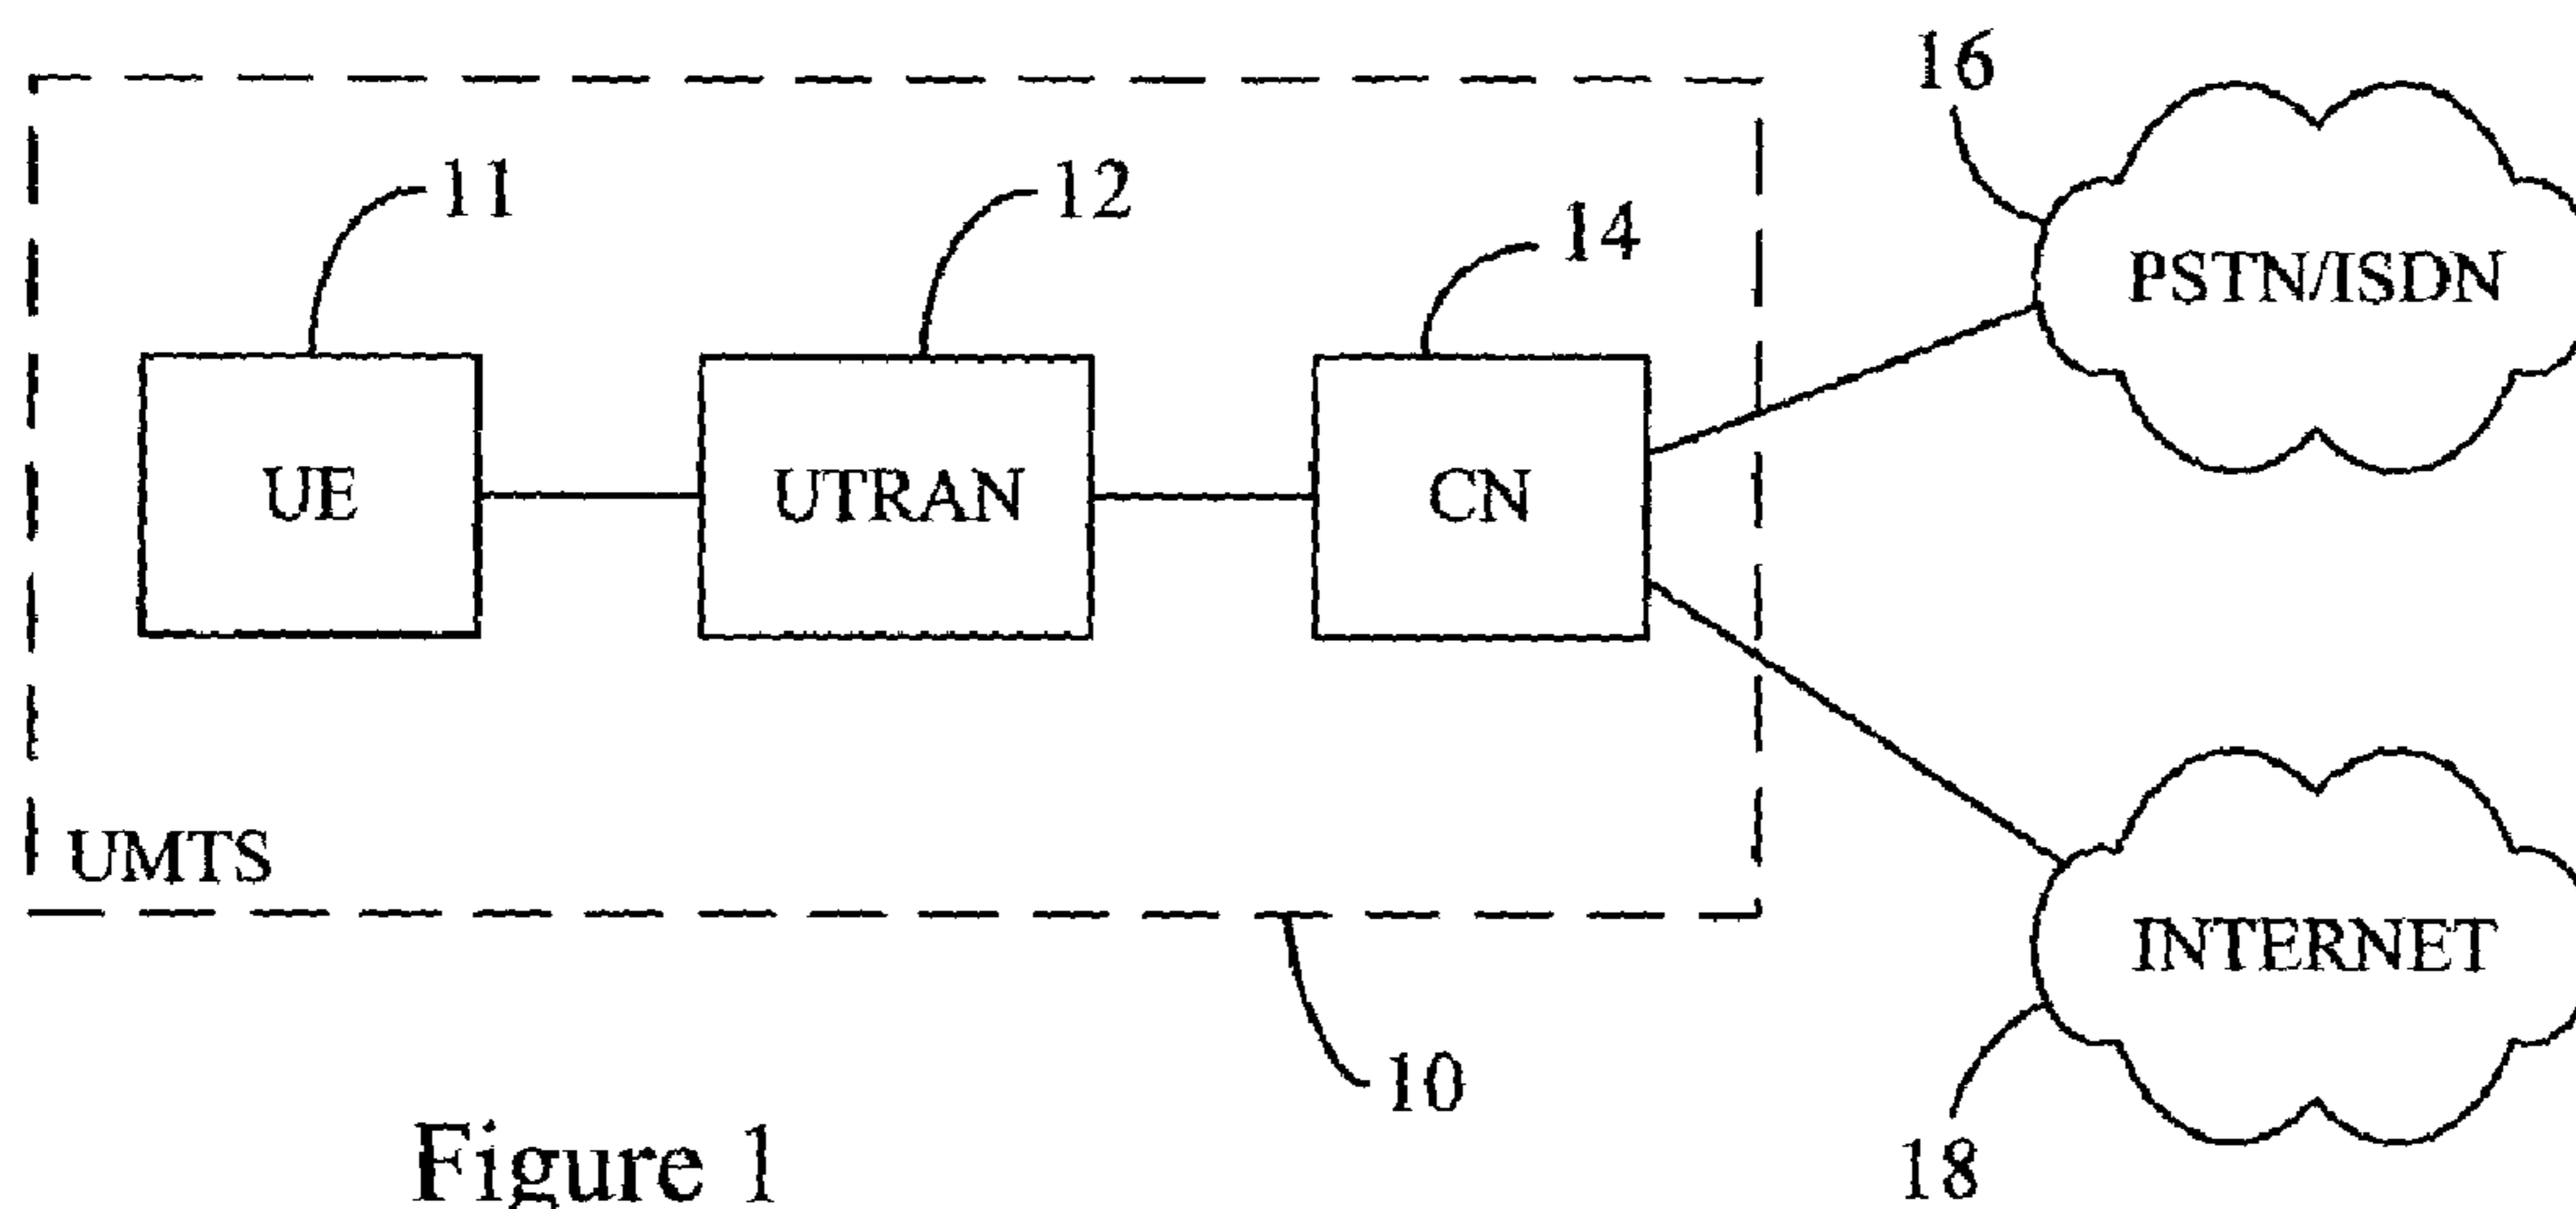 16
11
12
14
PSTN/ISDN
UE
UTRAN
CN
UMTS
INTERNET
10
18
Figure 1